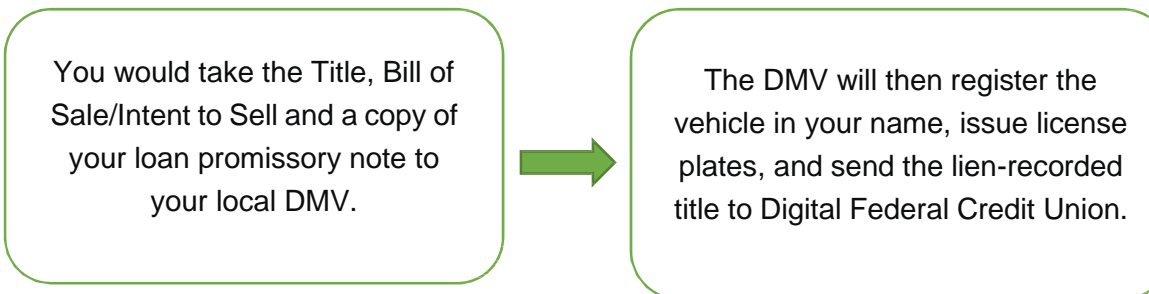 You would take the Title, Bill of
Sale/Intent to Sell and a copy of
your loan promissory note to
your local DMV.
The DMV will then register the
vehicle in your name, issue license
plates, and send the lien-recorded
title to Digital Federal Credit Union.